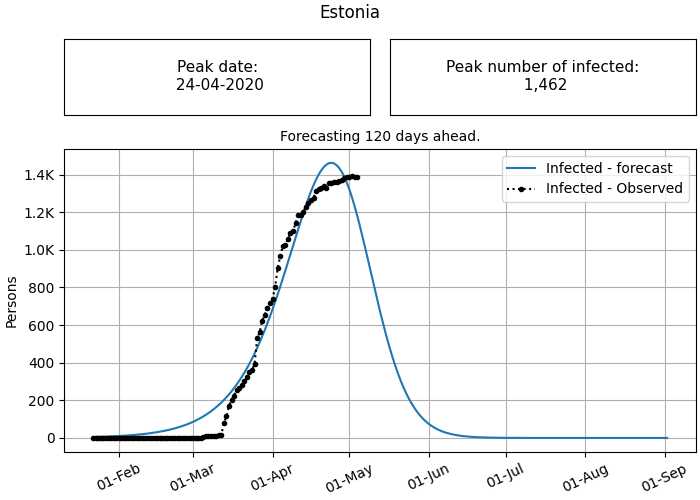 Estonia
Peak date:
24-04-2020
Peak number of infected:
1,462
Forecasting 120 days ahead.
Infected - forecast
Infected - Observed
1.4K
1.2K
1.0K
800
600
400
200
0
Persons
01-Feb
01-Mar
01-Apr
01-May
01-Jun
01-Jul
01-Aug
01-Sep